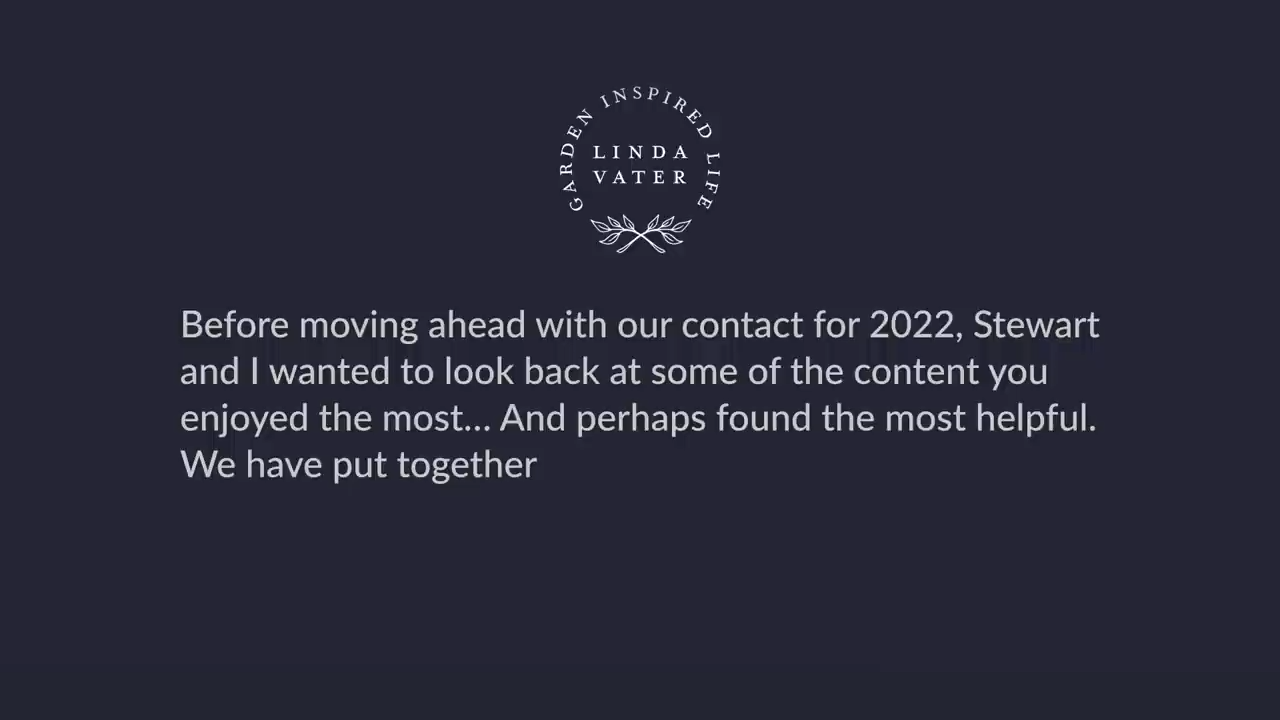 GARDEN INSPIRED LIFE
LINDA
VATER
Before moving ahead with our contact for 2022, Stewart
and I wanted to look back at some of the content you
enjoyed the most... And perhaps found the most helpful.
We have put together